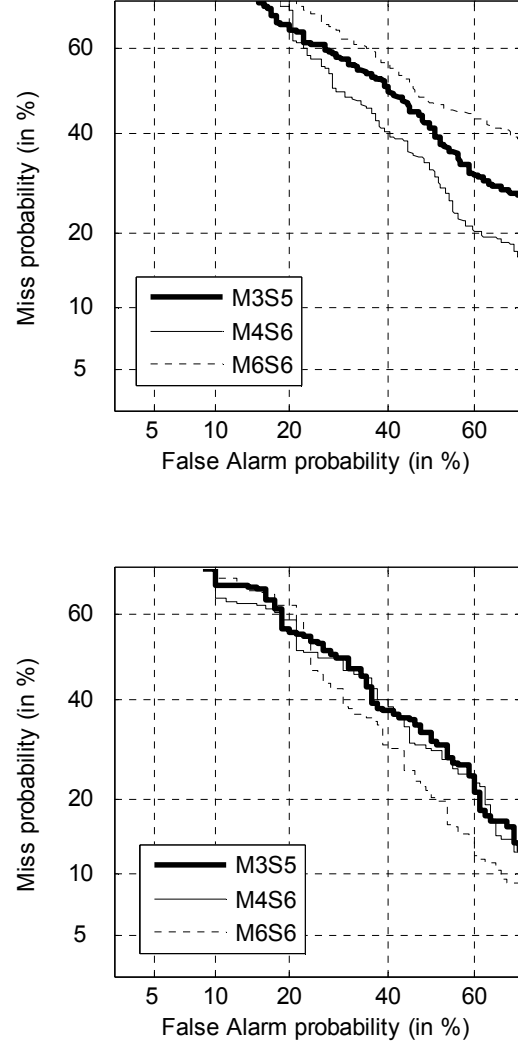 60
40
20
10
5
Miss probability (in %)
M3S5
M4S6
M6S6
5 10 20 40 60
False Alarm probability (in %)
60
40
20
10
5
Miss probability (in %)
M3S5
M4S6
M6S6
5 10 20 40 60
False Alarm probability (in %)